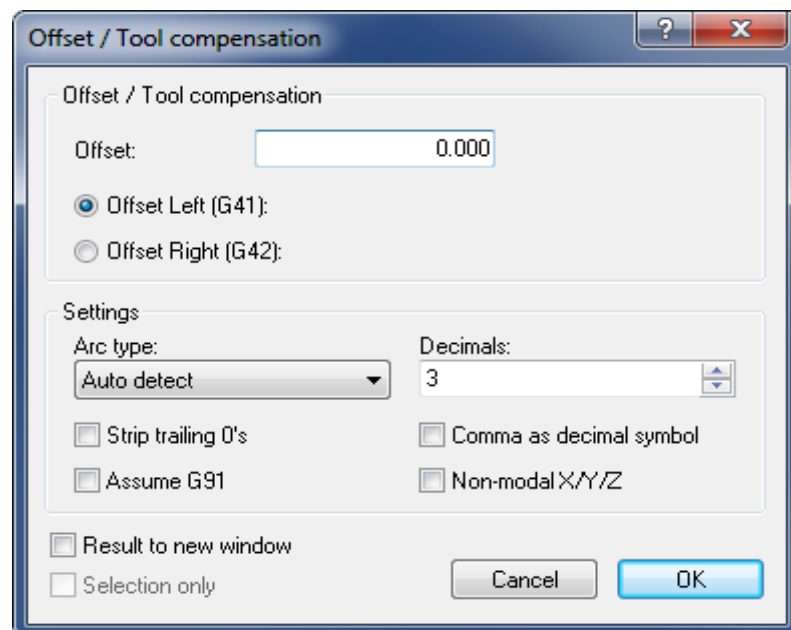 Offset / Tool compensation
?
X
Offset / Tool compensation
Offset:
0.000
Offset Left (G41):
Offset Right (G42):
Settings
Arc type:
Decimals:
Auto detect
3
Strip trailing 0's
Comma as decimal symbol
Assume G91
Non-modal X/Y/Z
Result to new window
Selection only
Cancel
OK